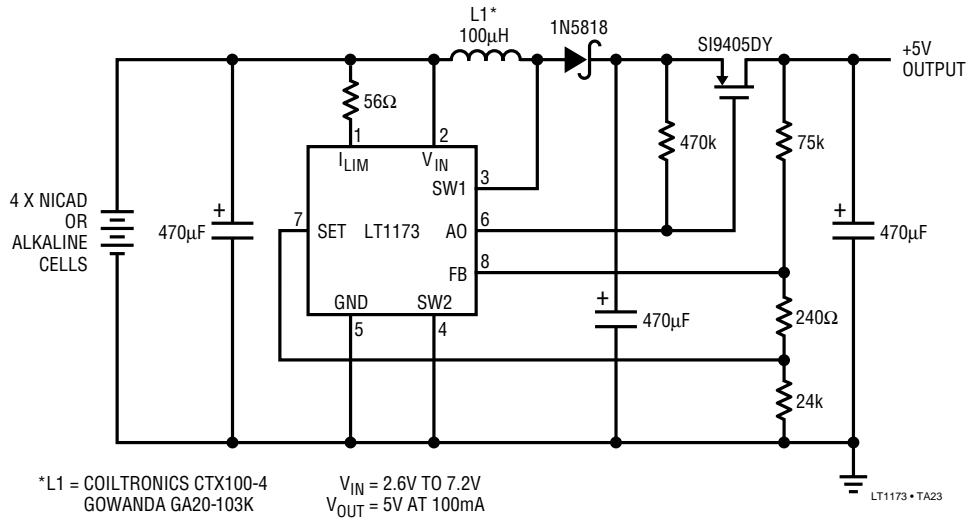 L1*
100μH
1N5818
SI9405DY
+5V
OUTPUT
56Ω
470k
75k
1
2
I_LIM
V_IN
SW1
3
4 X NICAD
OR
ALKALINE
CELLS
+
470μF
7
SET
LT1173
AO
6
+
470μF
FB
8
GND
SW2
5
4
+
470μF
240Ω
24k
*L1 = COILTRONICS CTX100-4
GOWANDA GA20-103K
V_IN = 2.6V TO 7.2V
V_OUT = 5V AT 100mA
LT1173 • TA23